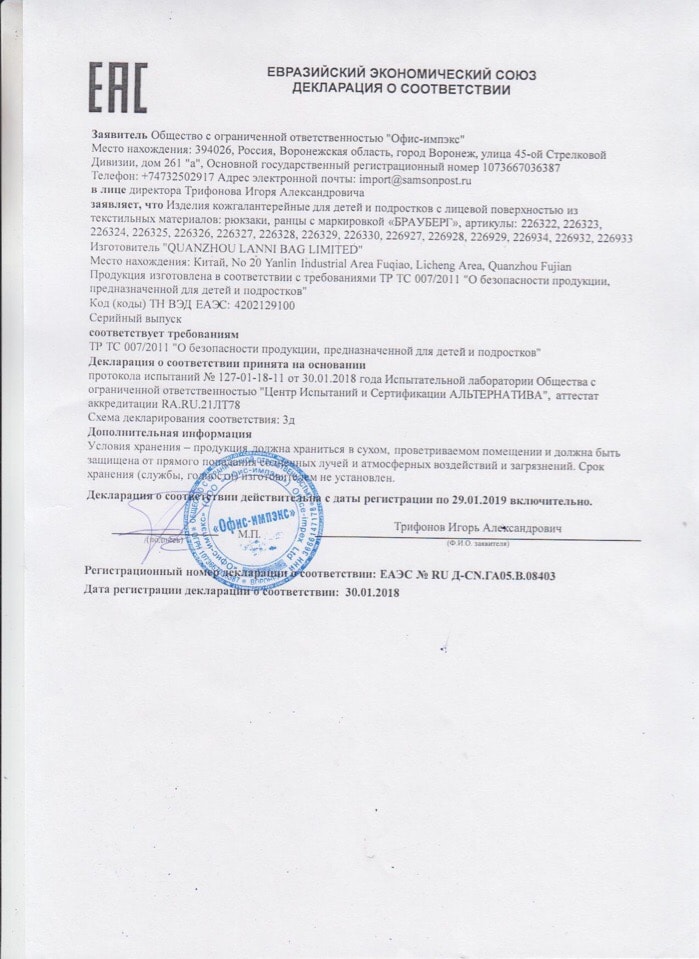 EAC
ЕВРАЗИЙСКИЙ ЭКОНОМИЧЕСКИЙ СОЮЗ
ДЕКЛАРАЦИЯ О СООТВЕТСТВИИ
Заявитель Общество с ограниченной ответственностью "Офис-импэкс"
Место нахождения: 394026, Россия, Воронежская область, город Воронеж, улица 45-ой Стрелковой
Дивизии, дом 261 "а", Основной государственный регистрационный номер 1073667036387
Телефон: +74732502917 Адрес электронной почты: import@samsonpost.ru
в лице директора Трифонова Игоря Александровича
заявляет, что Изделия кожгалантерейные для детей и подростков с лицевой поверхностью из
текстильных материалов: рюкзаки, ранцы с маркировкой «БРАУБЕРГ», артикулы: 226322, 226323,
226324, 226325, 226326, 226327, 226328, 226329, 226330, 226927, 226928, 226929, 226934, 226932, 226933
Изготовитель "QUANZHOU LANNI BAG LIMITED"
Место нахождения: Китай, No 20 Yanlin Industrial Area Fuqiao, Licheng Area, Quanzhou Fujian
Продукция изготовлена в соответствии с требованиями ТР ТС 007/2011 "О безопасности продукции,
предназначенной для детей и подростков"
Код (коды) ТН ВЭД ЕАЭС: 4202129100
Серийный выпуск
соответствует требованиям
ТР ТС 007/2011 "О безопасности продукции, предназначенной для детей и подростков"
Декларация о соответствии принята на основании
протокола испытаний № 127-01-18-11 от 30.01.2018 года Испытательной лаборатории Общества с
ограниченной ответственностью "Центр Испытаний и Сертификации АЛЬТЕРНАТИВА", аттестат
аккредитации RA.RU.21ЛТ78
Схема декларирования соответствия: 3д
Дополнительная информация
Условия хранения – продукция должна храниться в сухом, проветриваемом помещении и должна быть
защищена от прямого попадания солнечных лучей и атмосферных воздействий и загрязнений. Срок
хранения (службы, годности) изготовителем не установлен.
Декларация о соответствии действительна с даты регистрации по 29.01.2019 включительно.
«Офис-импэкс»
М.П.
Трифонов Игорь Александрович
(подпись)
(Ф.И.О. заявителя)
Регистрационный номер декларации о соответствии: ЕАЭС № RU Д-CN.ГА05.В.08403
Дата регистрации декларации о соответствии: 30.01.2018